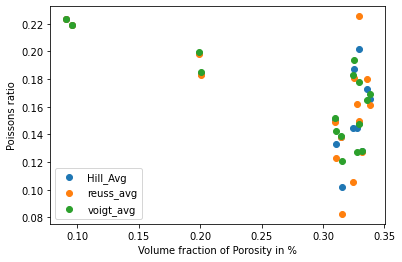 0.22
0.20
0.18
0.16
0.14
0.12
0.10
0.08
Poissons ratio
Hill_Avg
reuss_avg
voigt_avg
0.10
0.15
0.20
0.25
0.30
0.35
Volume fraction of Porosity in %